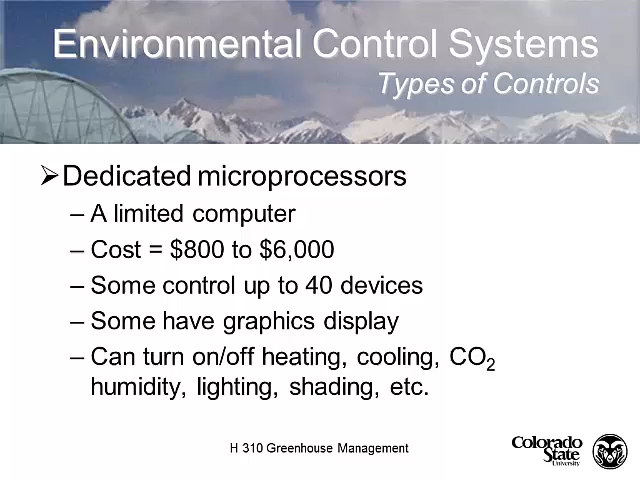 Environmental Control Systems
Types of Controls
➢Dedicated microprocessors
– A limited computer
– Cost = $800 to $6,000
– Some control up to 40 devices
– Some have graphics display
– Can turn on/off heating, cooling, CO₂
humidity, lighting, shading, etc.
H 310 Greenhouse Management
Colorado
State
University